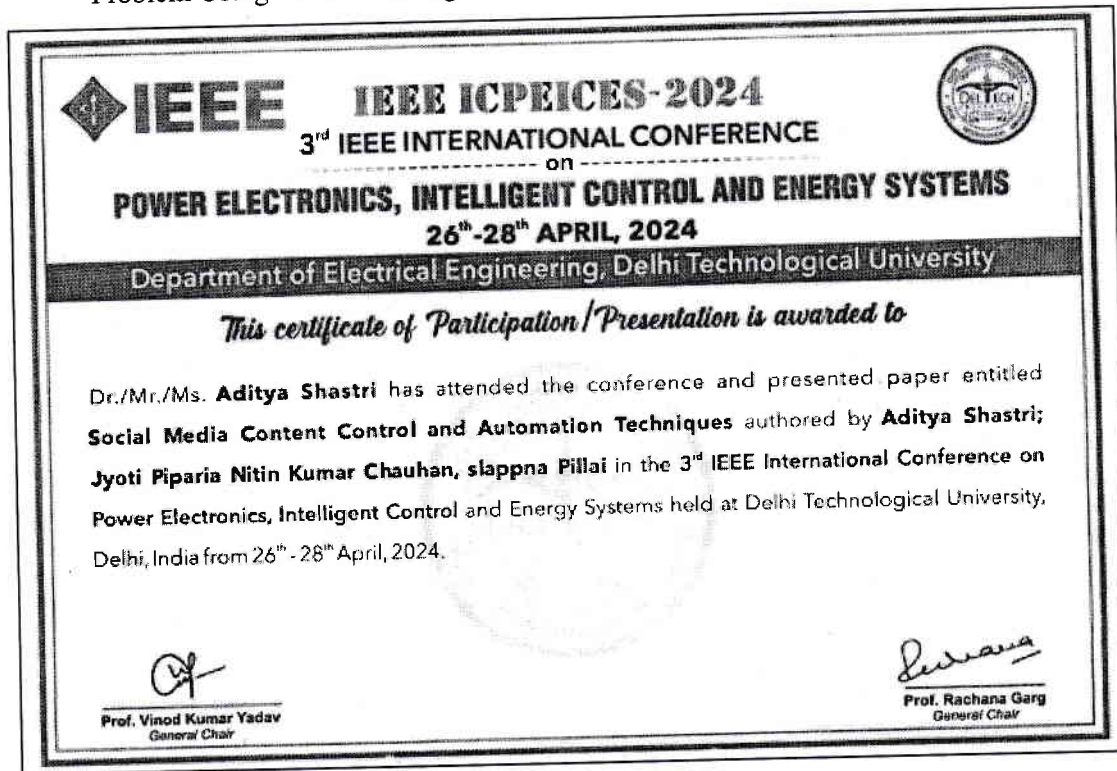 IEEE
IEEE ICPEICES-2024
DELTECH
3rd IEEE INTERNATIONAL CONFERENCE
on
POWER ELECTRONICS, INTELLIGENT CONTROL AND ENERGY SYSTEMS
26th-28th APRIL, 2024
Department of Electrical Engineering, Delhi Technological University
This certificate of Participation/Presentation is awarded to
Dr./Mr./Ms. Aditya Shastri has attended the conference and presented paper entitled
Social Media Content Control and Automation Techniques authored by Aditya Shastri;
Jyoti Piparia Nitin Kumar Chauhan, slappna Pillai in the 3rd IEEE International Conference on
Power Electronics, Intelligent Control and Energy Systems held at Delhi Technological University,
Delhi, India from 26th - 28th April, 2024.
Prof. Vinod Kumar Yadav
General Chair
Rachana
Prof. Rachana Garg
General Chair